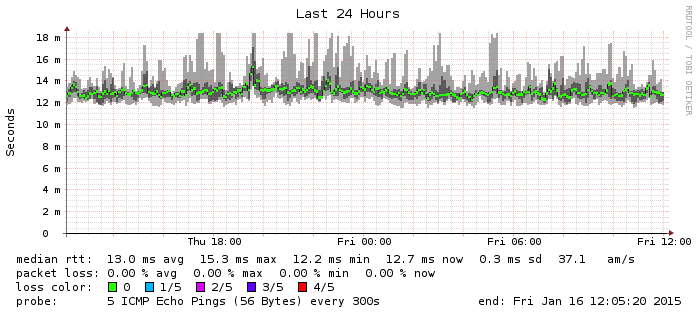 Last 24 Hours
RRDTOOL / TOBI OETIKER
Seconds
18 m
16 m
14 m
12 m
10 m
8 m
6 m
4 m
2 m
0
Thu 18:00 Fri 00:00 Fri 06:00 Fri 12:00
median rtt: 13.0 ms avg 15.3 ms max 12.2 ms min 12.7 ms now 0.3 ms sd 37.1 am/s
packet loss: 0.00 % avg 0.00 % max 0.00 % min 0.00 % now
loss color: 0 1/5 2/5 3/5 4/5
probe: 5 ICMP Echo Pings (56 Bytes) every 300s end: Fri Jan 16 12:05:20 2015